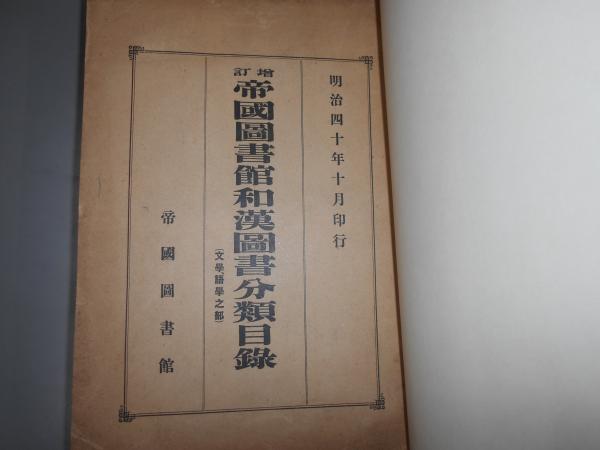 明治四十年十月印行
增訂
帝國圖書館和漢圖書分類目錄
(文學語學之部)
帝國圖書館